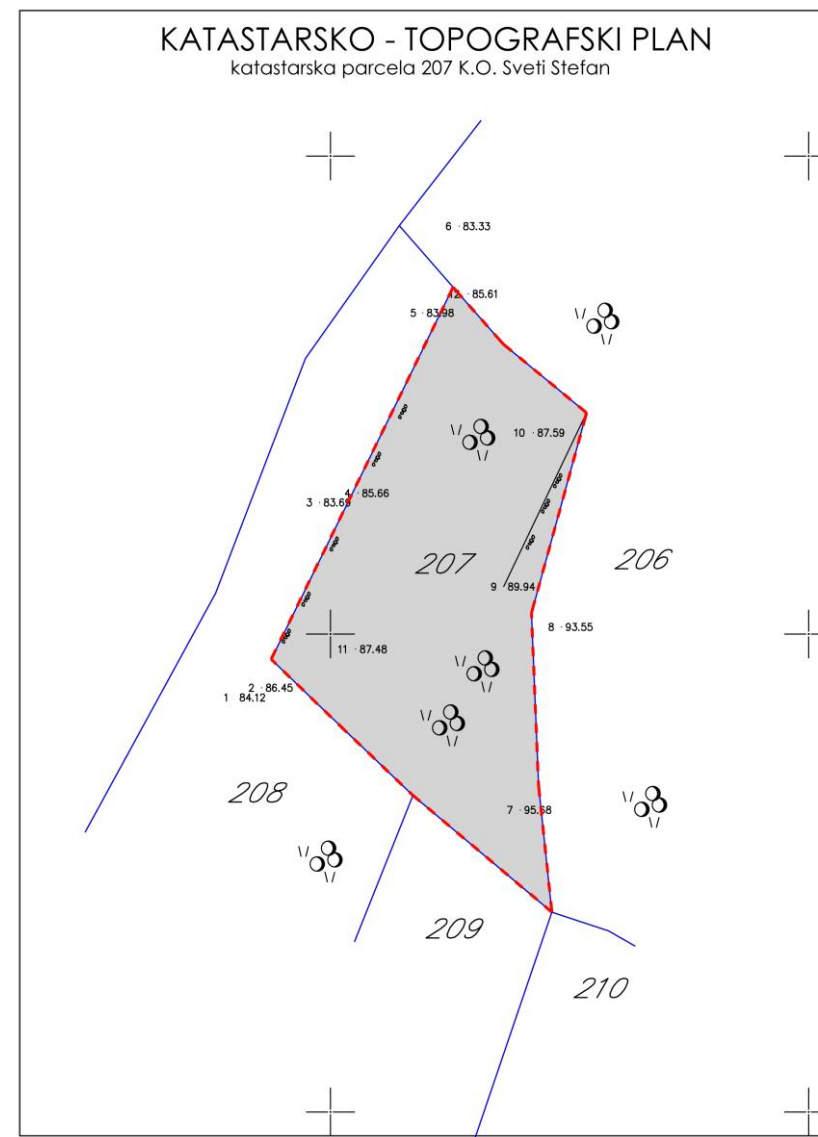 KATASTARSKO - TOPOGRAFSKI PLAN
katastarska parcela 207 K.O. Sveti Stefan
6 · 83.33
12 · 85.61
5 · 83.98
10 · 87.59
4 · 85.66
3 · 83.69
207
206
9 · 89.94
8 · 93.55
11 · 87.48
2 · 86.45
1 84.12
208
7 · 95.68
209
210